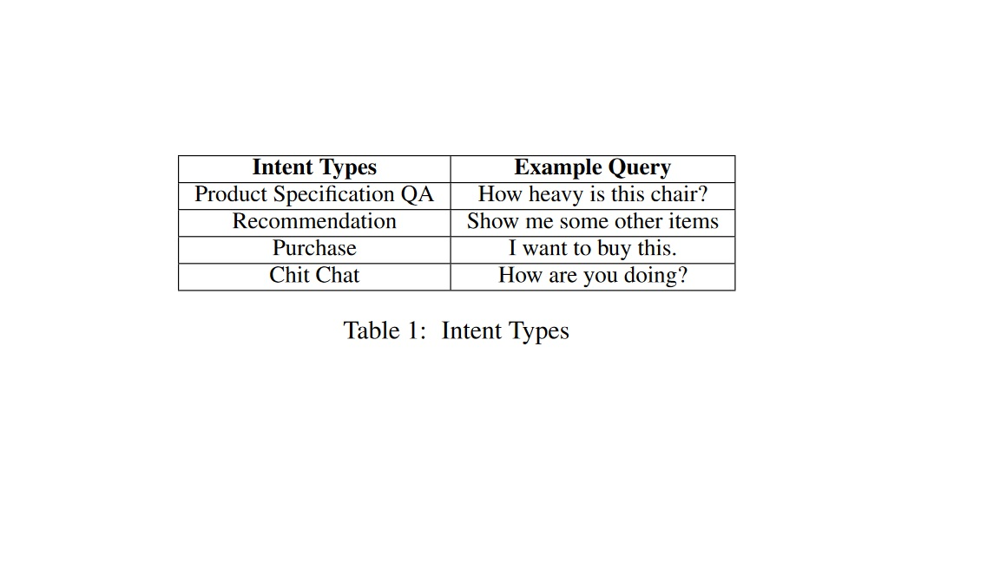 Intent Types Example Query
Product Specification QA How heavy is this chair?
Recommendation Show me some other items
Purchase I want to buy this.
Chit Chat How are you doing?
Table 1: Intent Types